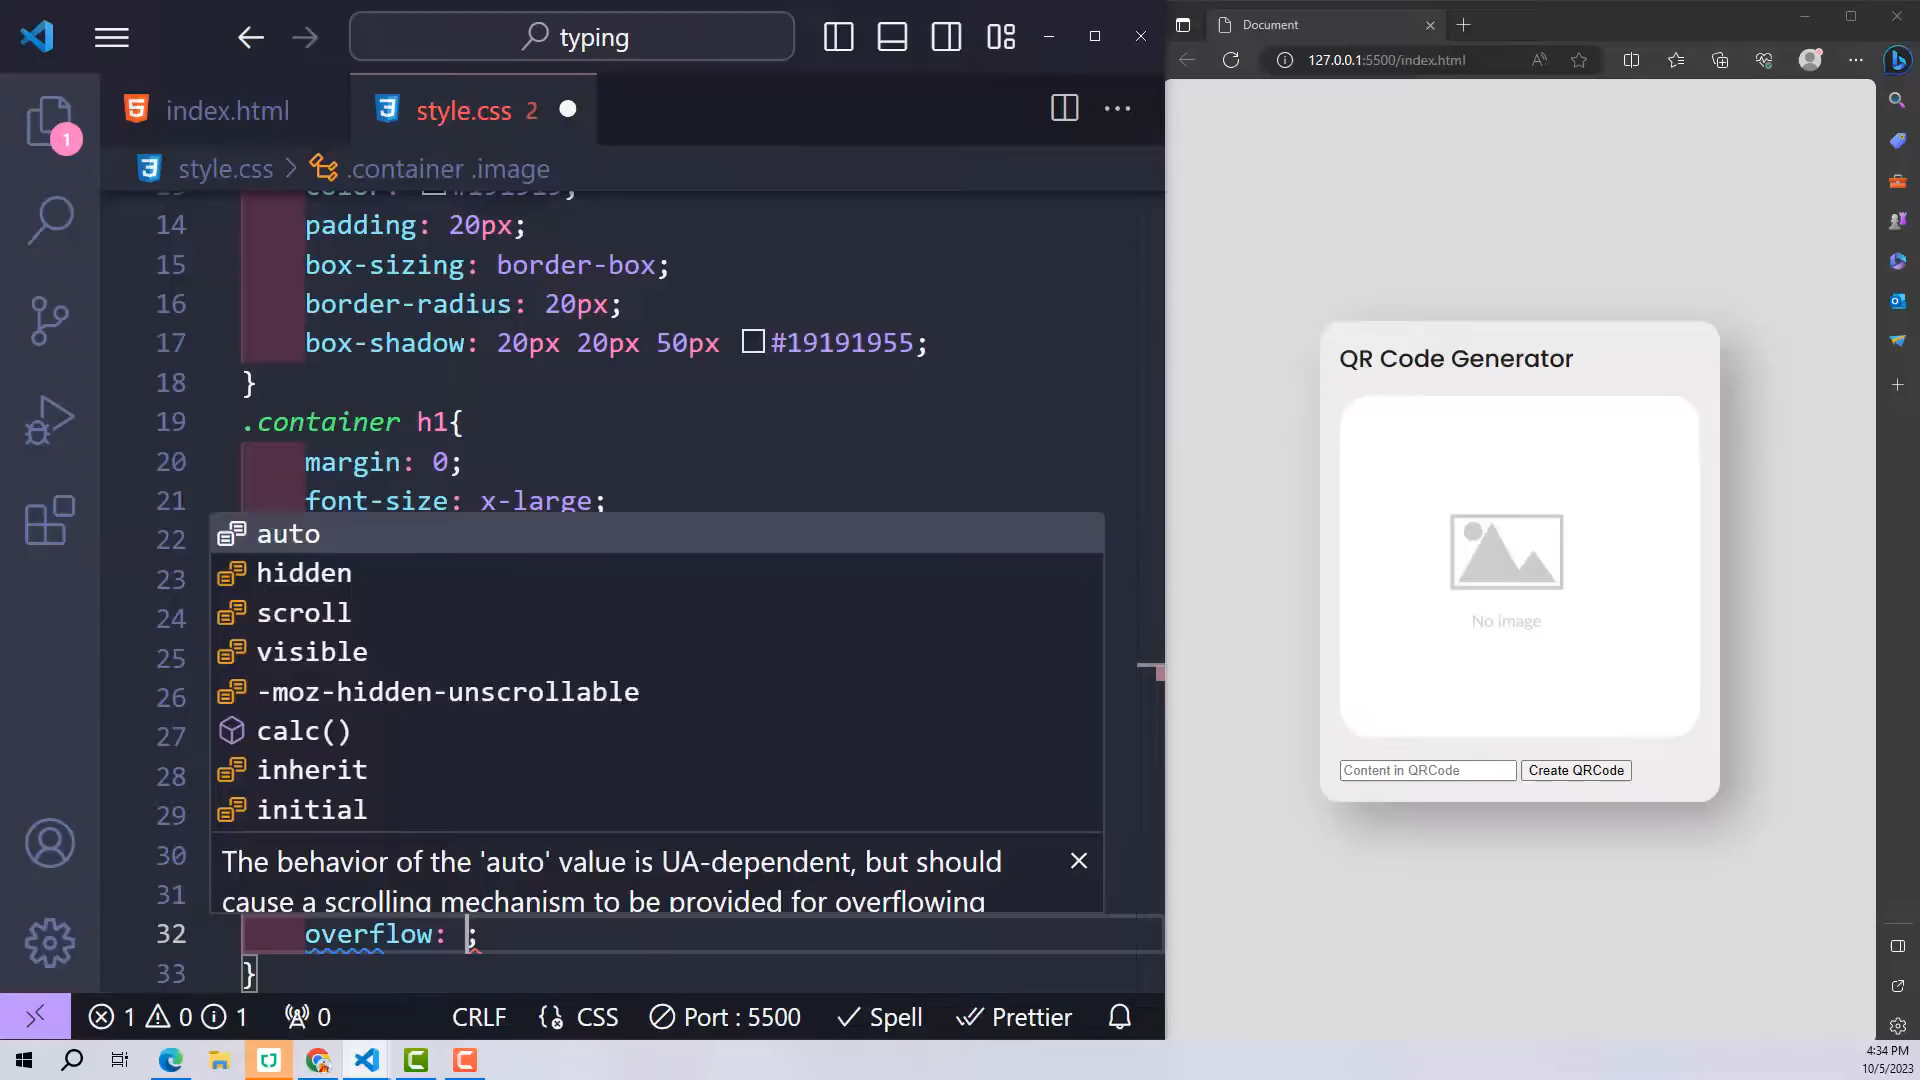 typing
index.html
style.css 2
style.css > .container .image
14 padding: 20px;
15 box-sizing: border-box;
16 border-radius: 20px;
17 box-shadow: 20px 20px 50px #19191955;
18 }
19 .container h1{
20 margin: 0;
21 font-size: x-large;
22
23
24
25
26
27
28
29
30
31
auto
hidden
scroll
visible
-moz-hidden-unscrollable
calc()
inherit
initial
The behavior of the 'auto' value is UA-dependent, but should
cause a scrolling mechanism to be provided for overflowing
32 overflow: ;
33 }
1 0 1 0 CRLF CSS Port : 5500 Spell Prettier
1
Document
127.0.0.1:5500/index.html
QR Code Generator
No image
Content in QRCode Create QRCode
4:34 PM
10/5/2023